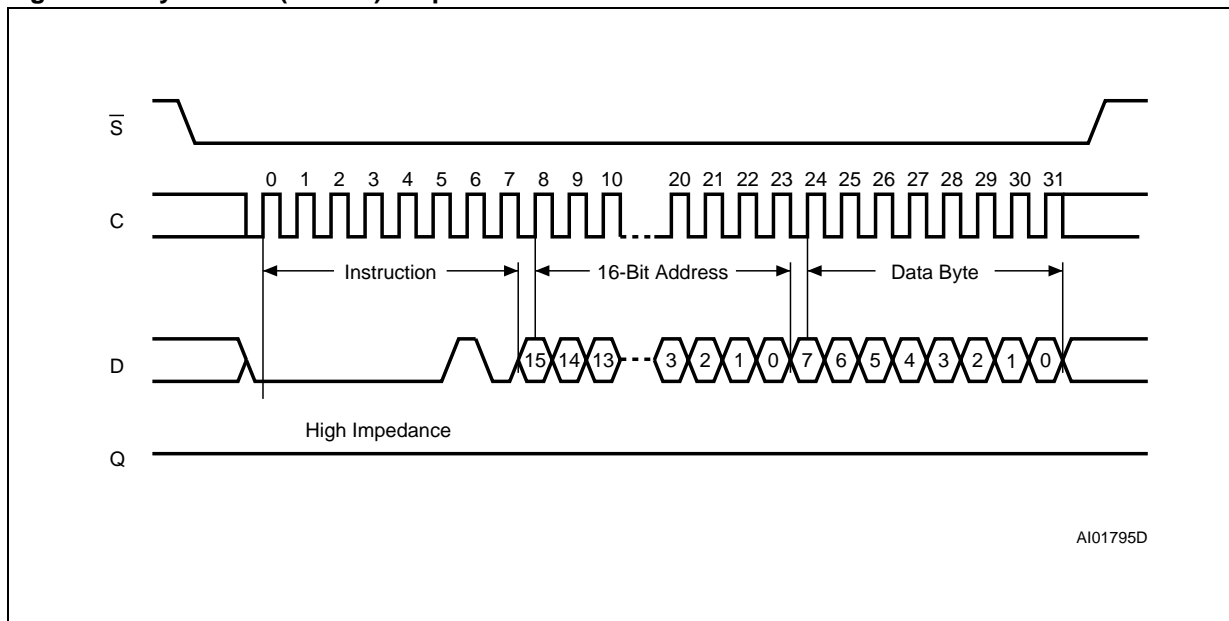 S
0 1 2 3 4 5 6 7 8 9 10 20 21 22 23 24 25 26 27 28 29 30 31
C
Instruction 16-Bit Address Data Byte
D 15 14 13 3 2 1 0 7 6 5 4 3 2 1 0
High Impedance
Q
AI01795D